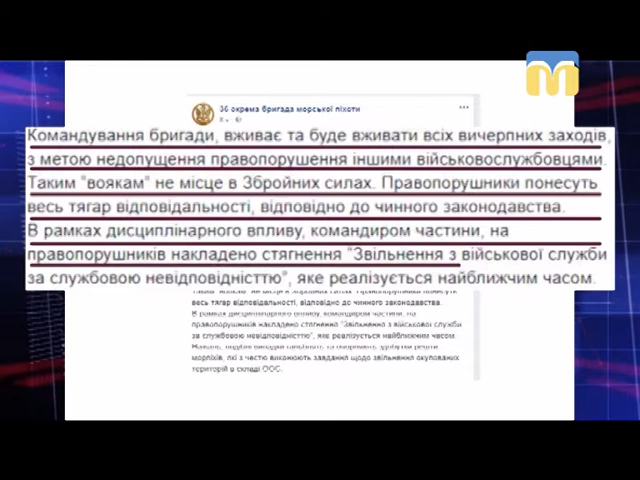 36 окрема бригада морської піхоти
Командування бригади, вживає та буде вживати всіх вичерпних заходів,
з метою недопущення правопорушення іншими військовослужбовцями.
Таким "воякам" не місце в Збройних силах. Правопорушники понесуть
весь тягар відповідальності, відповідно до чинного законодавства.
В рамках дисциплінарного впливу, командиром частини, на
правопорушників накладено стягнення "Звільнення з військової служби
за службовою невідповідністтю", яке реалізується найближчим часом.
весь тягар відповідальності, відповідно до чинного законодавства.
В рамках дисциплінарного впливу, командиром частини, на
правопорушників накладено стягнення "Звільнення з військової служби
за службовою невідповідністтю", яке реалізується найближчим часом.
морпіхів, які з честю виконують завдання щодо звільнення окупованих
територій в складі ООС.